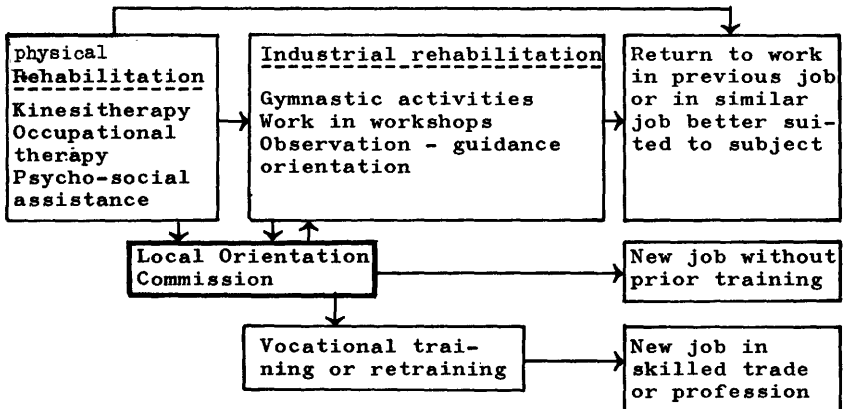 physical
Rehabilitation
Kinesitherapy
Occupational
therapy
Psycho-social
assistance
Industrial rehabilitation
Gymnastic activities
Work in workshops
Observation - guidance
orientation
Return to work
in previous job
or in similar
job better sui-
ted to subject
Local Orientation
Commission
New job without
prior training
Vocational trai-
ning or retraining
New job in
skilled trade
or profession